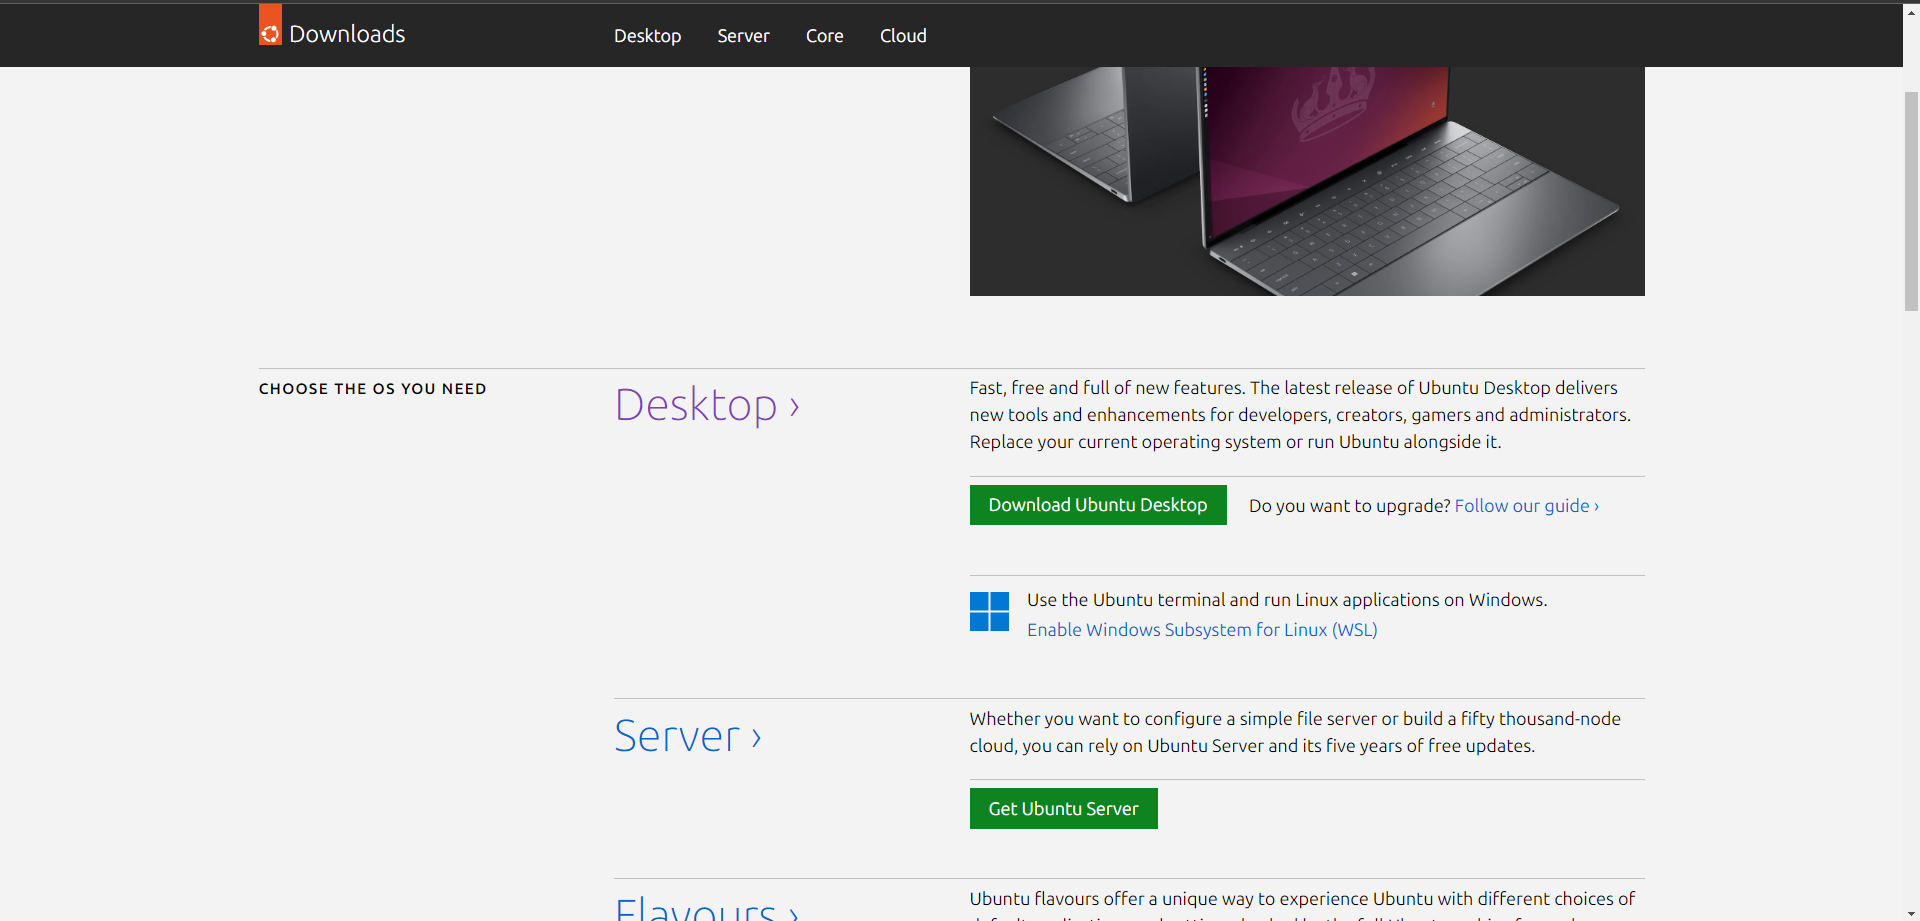 Downloads
Desktop
Server
Core
Cloud
CHOOSE THE OS YOU NEED
Desktop ›
Fast, free and full of new features. The latest release of Ubuntu Desktop delivers
new tools and enhancements for developers, creators, gamers and administrators.
Replace your current operating system or run Ubuntu alongside it.
Download Ubuntu Desktop
Do you want to upgrade? Follow our guide ›
Use the Ubuntu terminal and run Linux applications on Windows.
Enable Windows Subsystem for Linux (WSL)
Server ›
Whether you want to configure a simple file server or build a fifty thousand-node
cloud, you can rely on Ubuntu Server and its five years of free updates.
Get Ubuntu Server
Flavours ›
Ubuntu flavours offer a unique way to experience Ubuntu with different choices of